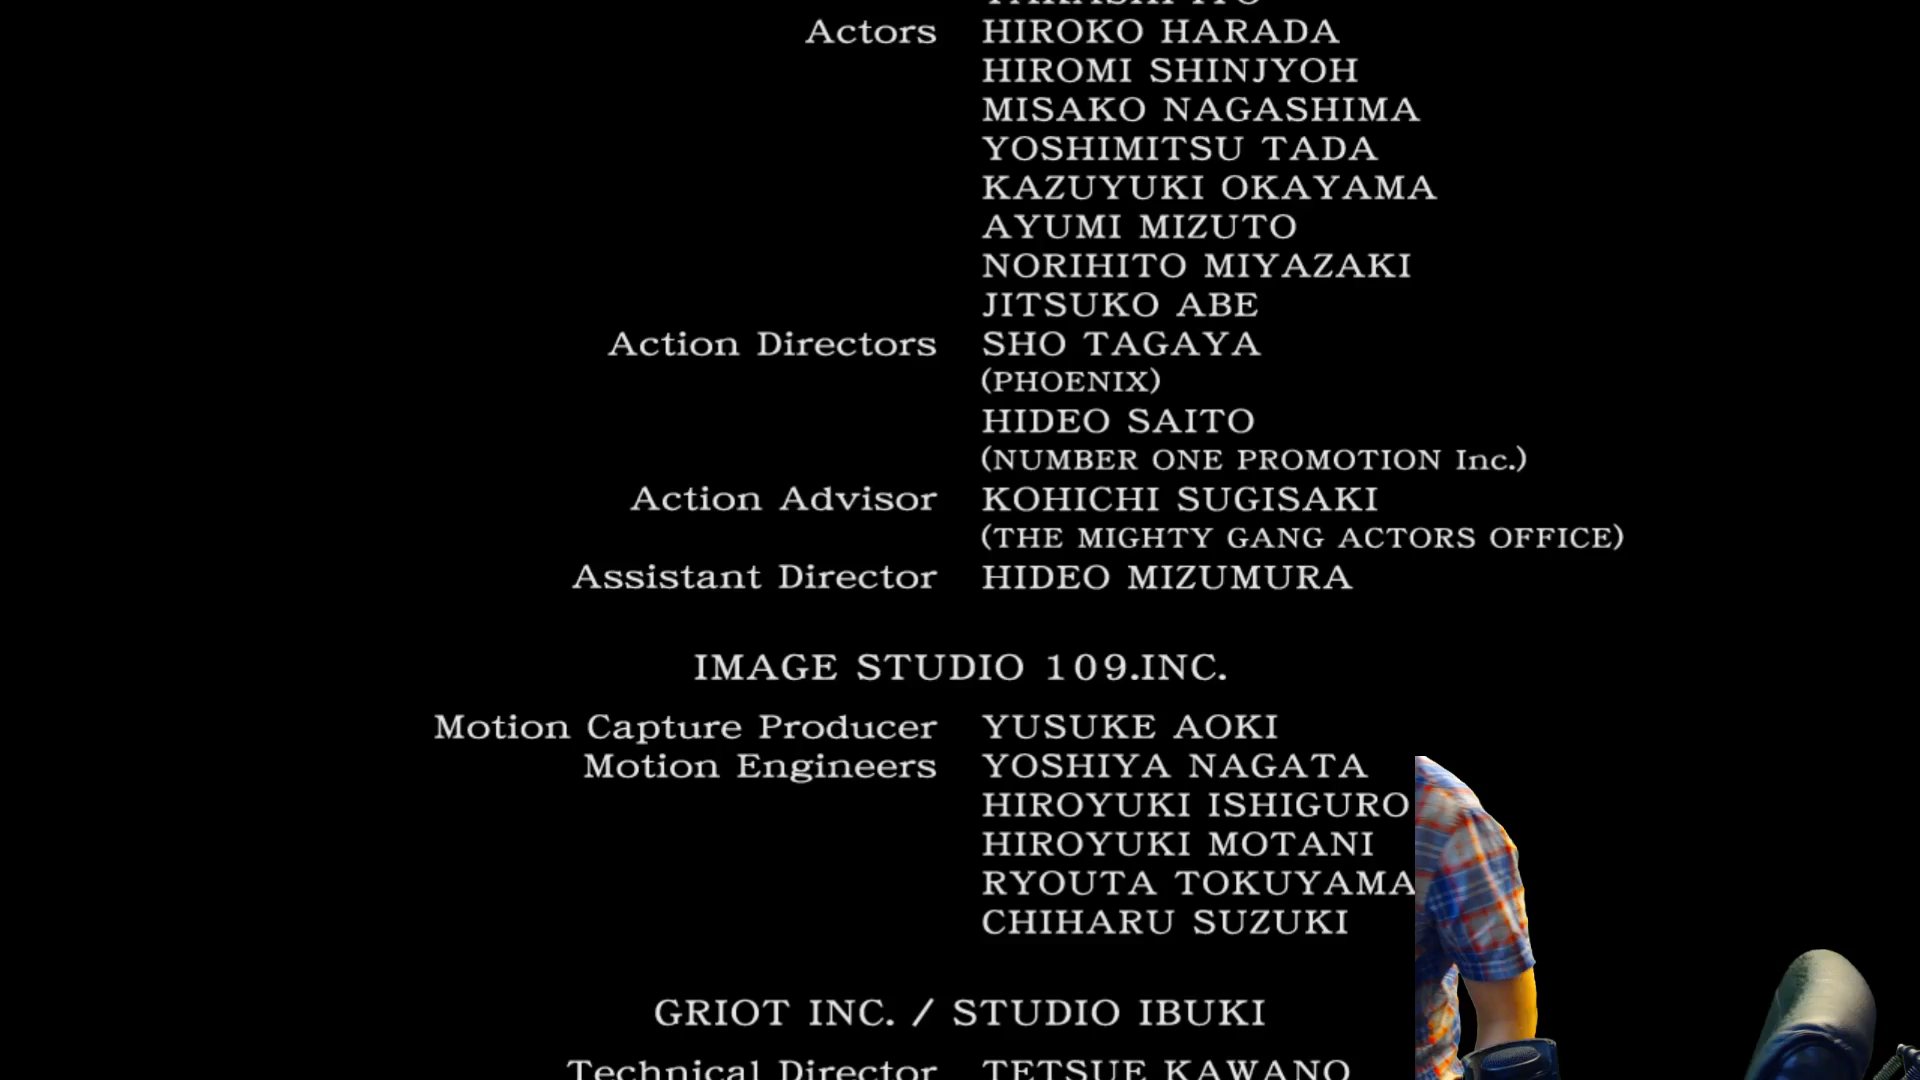 Actors HIROKO HARADA
HIROMI SHINJYOH
MISAKO NAGASHIMA
YOSHIMITSU TADA
KAZUYUKI OKAYAMA
AYUMI MIZUTO
NORIHITO MIYAZAKI
JITSUKO ABE
Action Directors SHO TAGAYA
(PHOENIX)
HIDEO SAITO
(NUMBER ONE PROMOTION Inc.)
Action Advisor KOHICHI SUGISAKI
(THE MIGHTY GANG ACTORS OFFICE)
Assistant Director HIDEO MIZUMURA
IMAGE STUDIO 109.INC.
Motion Capture Producer YUSUKE AOKI
Motion Engineers YOSHIYA NAGATA
HIROYUKI ISHIGURO
HIROYUKI MOTANI
RYOUTA TOKUYAMA
CHIHARU SUZUKI
GRIOT INC. / STUDIO IBUKI
Technical Director TETSUE KAWANO